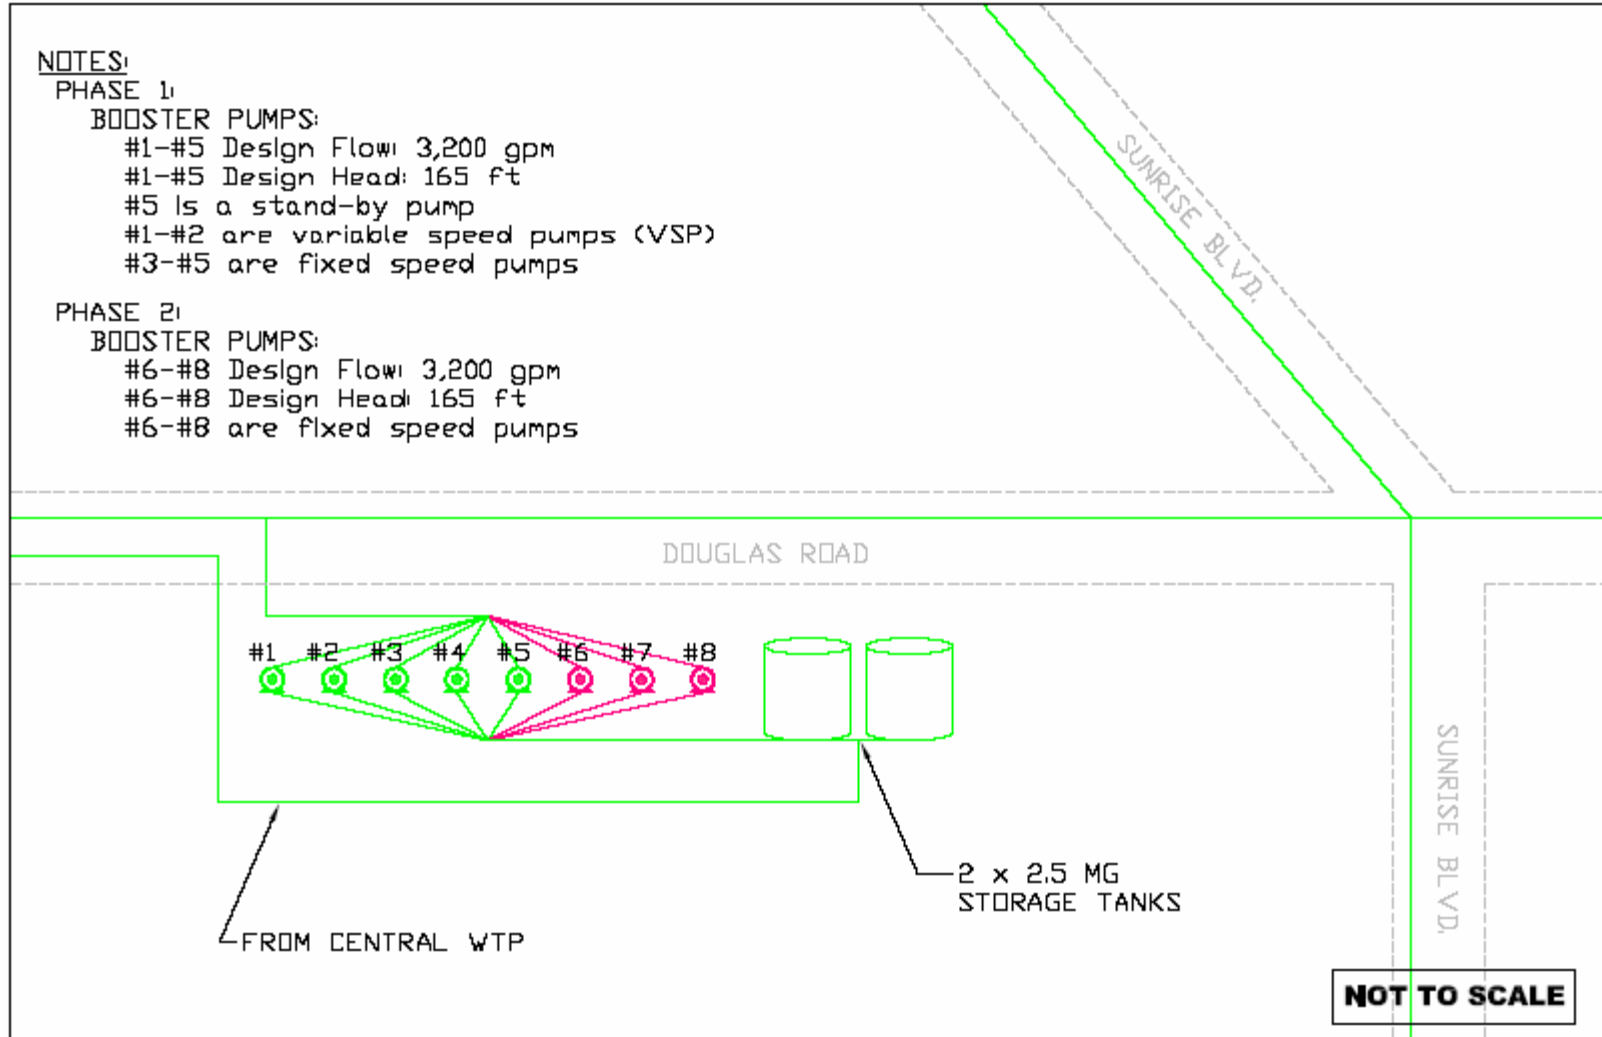 NOTES:
PHASE 1:
BOOSTER PUMPS:
#1-#5 Design Flow: 3,200 gpm
#1-#5 Design Head: 165 ft
#5 is a stand-by pump
#1-#2 are variable speed pumps (VSP)
#3-#5 are fixed speed pumps
PHASE 2:
BOOSTER PUMPS:
#6-#8 Design Flow: 3,200 gpm
#6-#8 Design Head: 165 ft
#6-#8 are fixed speed pumps
SUNRISE BLVD.
DOUGLAS ROAD
#1 #2 #3 #4 #5 #6 #7 #8
SUNRISE BLVD.
2 x 2.5 MG
STORAGE TANKS
FROM CENTRAL WTP
NOT TO SCALE